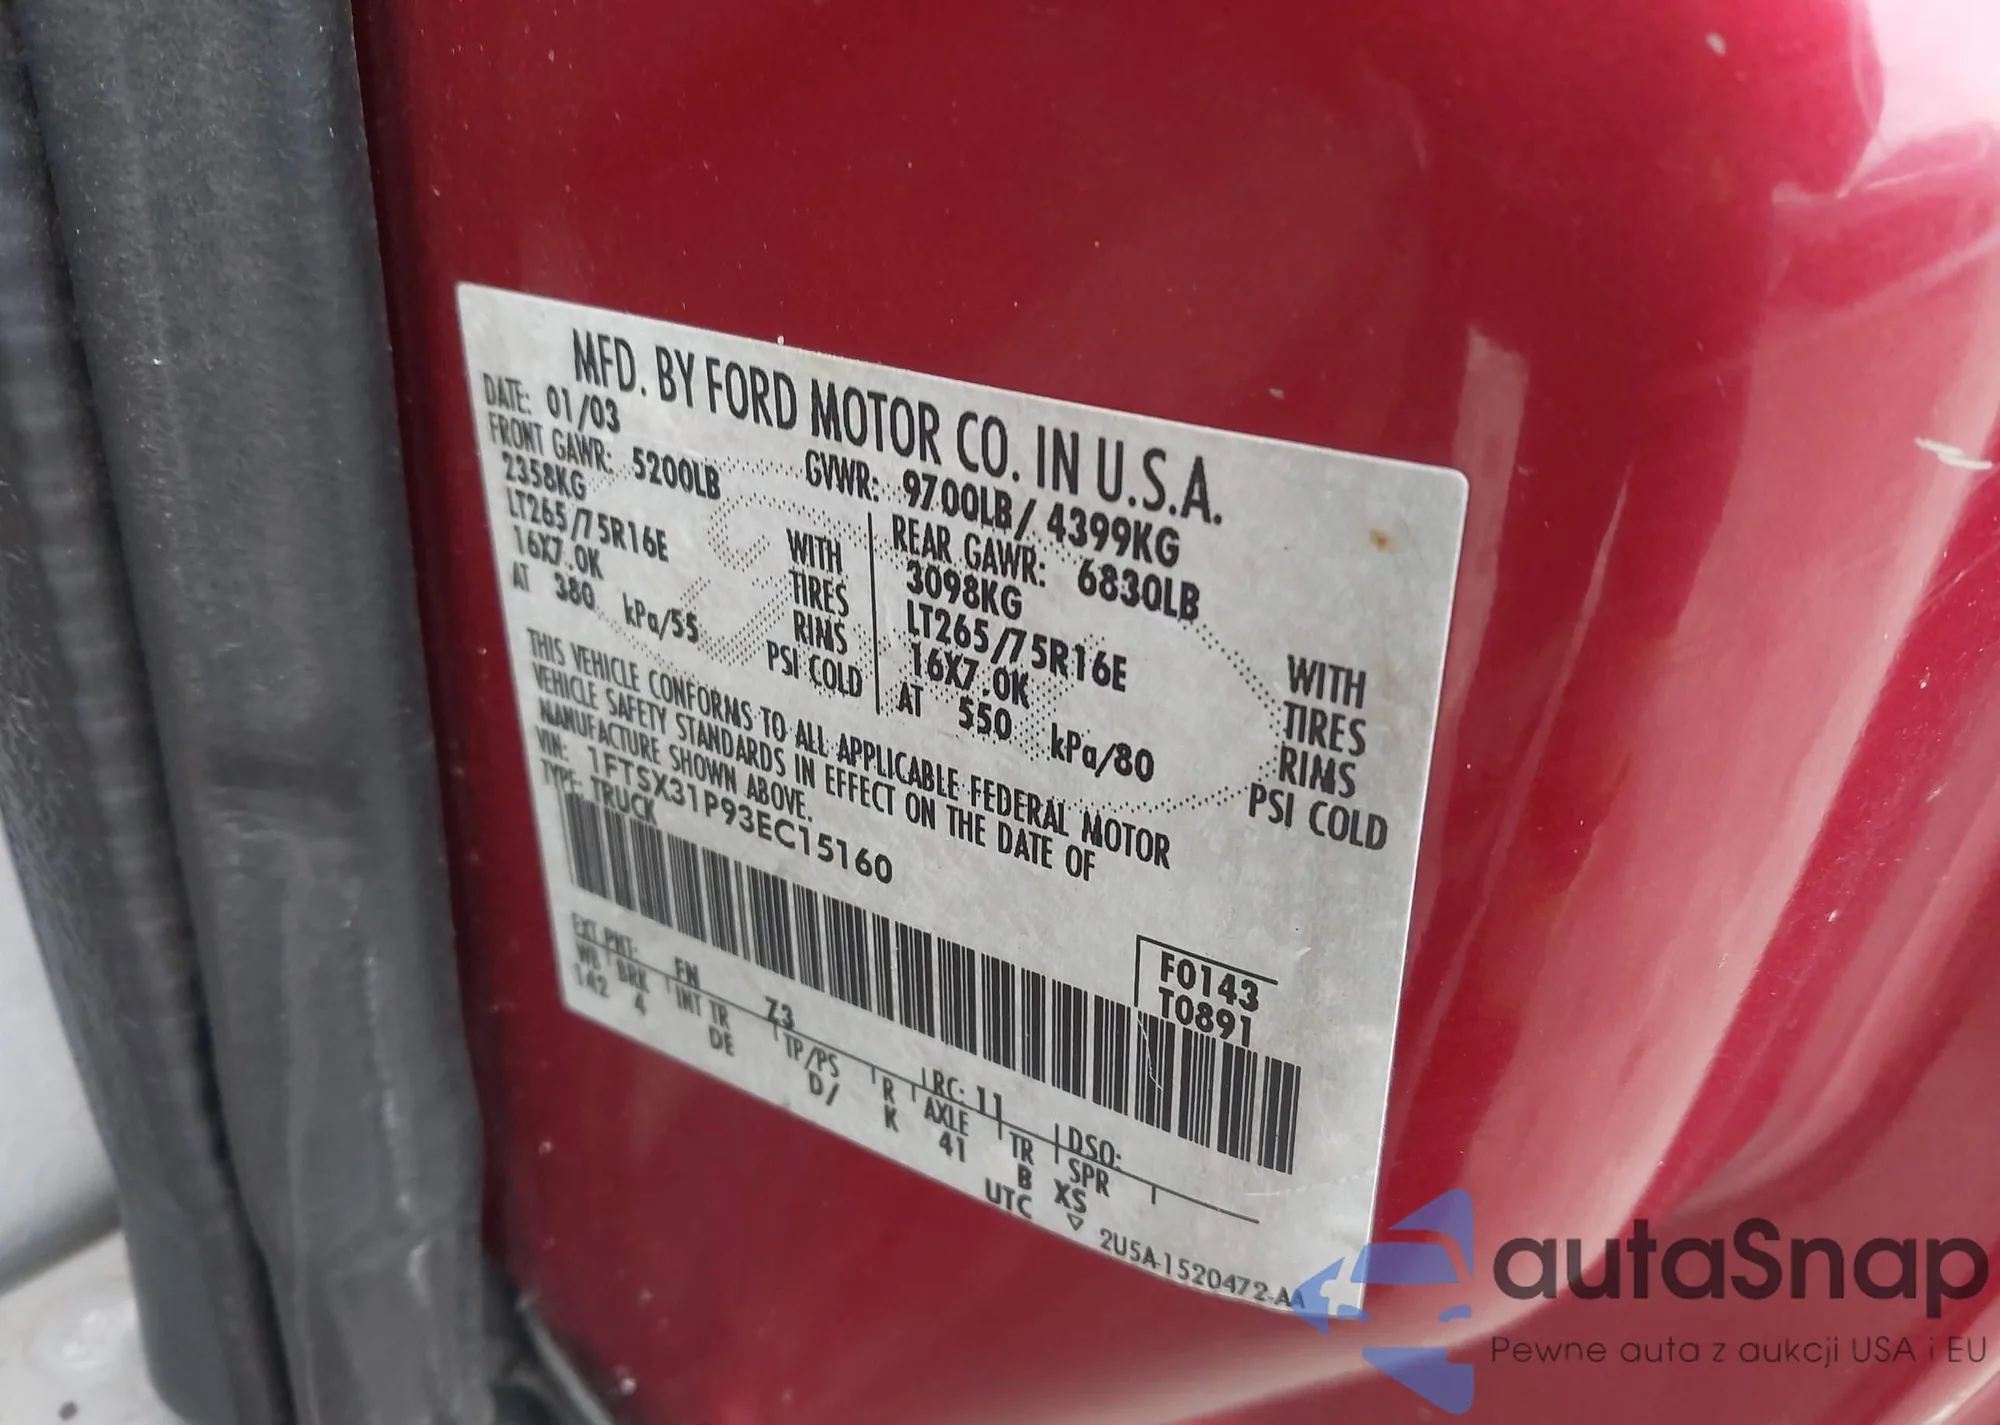 MFD. BY FORD MOTOR CO. IN U.S.A.
DATE: 01/03 GVWR: 9700LB/ 4399KG
FRONT GAWR: 5200LB REAR GAWR: 6830LB
2358KG WITH 3098KG WITH
LT265/75R16E TIRES LT265/75R16E TIRES
16X7.0K RIMS 16X7.0K RIMS
AT 380 kPa/55 PSI COLD AT 550 kPa/80 PSI COLD
THIS VEHICLE CONFORMS TO ALL APPLICABLE FEDERAL MOTOR
VEHICLE SAFETY STANDARDS IN EFFECT ON THE DATE OF
MANUFACTURE SHOWN ABOVE.
VIN: 1FTSX31P93EC15160
TYPE: TRUCK
F0143
T0891
EXT PNT: FN Z3 RC: 11 DSO:
WB BRK INT TR TP/PS R AXLE TR SPR
142 4 DE D/ K 41 B XS
UTC ▽ 2U5A-1520472-AA
autaSnap
Pewne auta z aukcji USA i EU